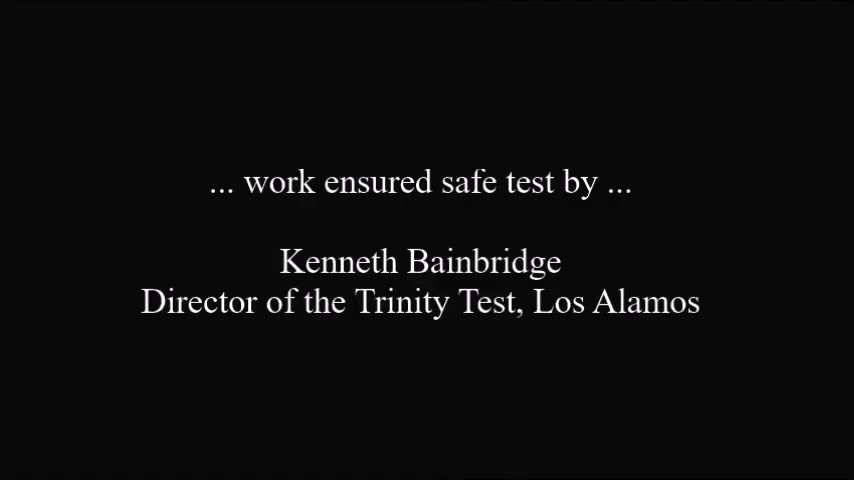 ... work ensured safe test by ...
Kenneth Bainbridge
Director of the Trinity Test, Los Alamos